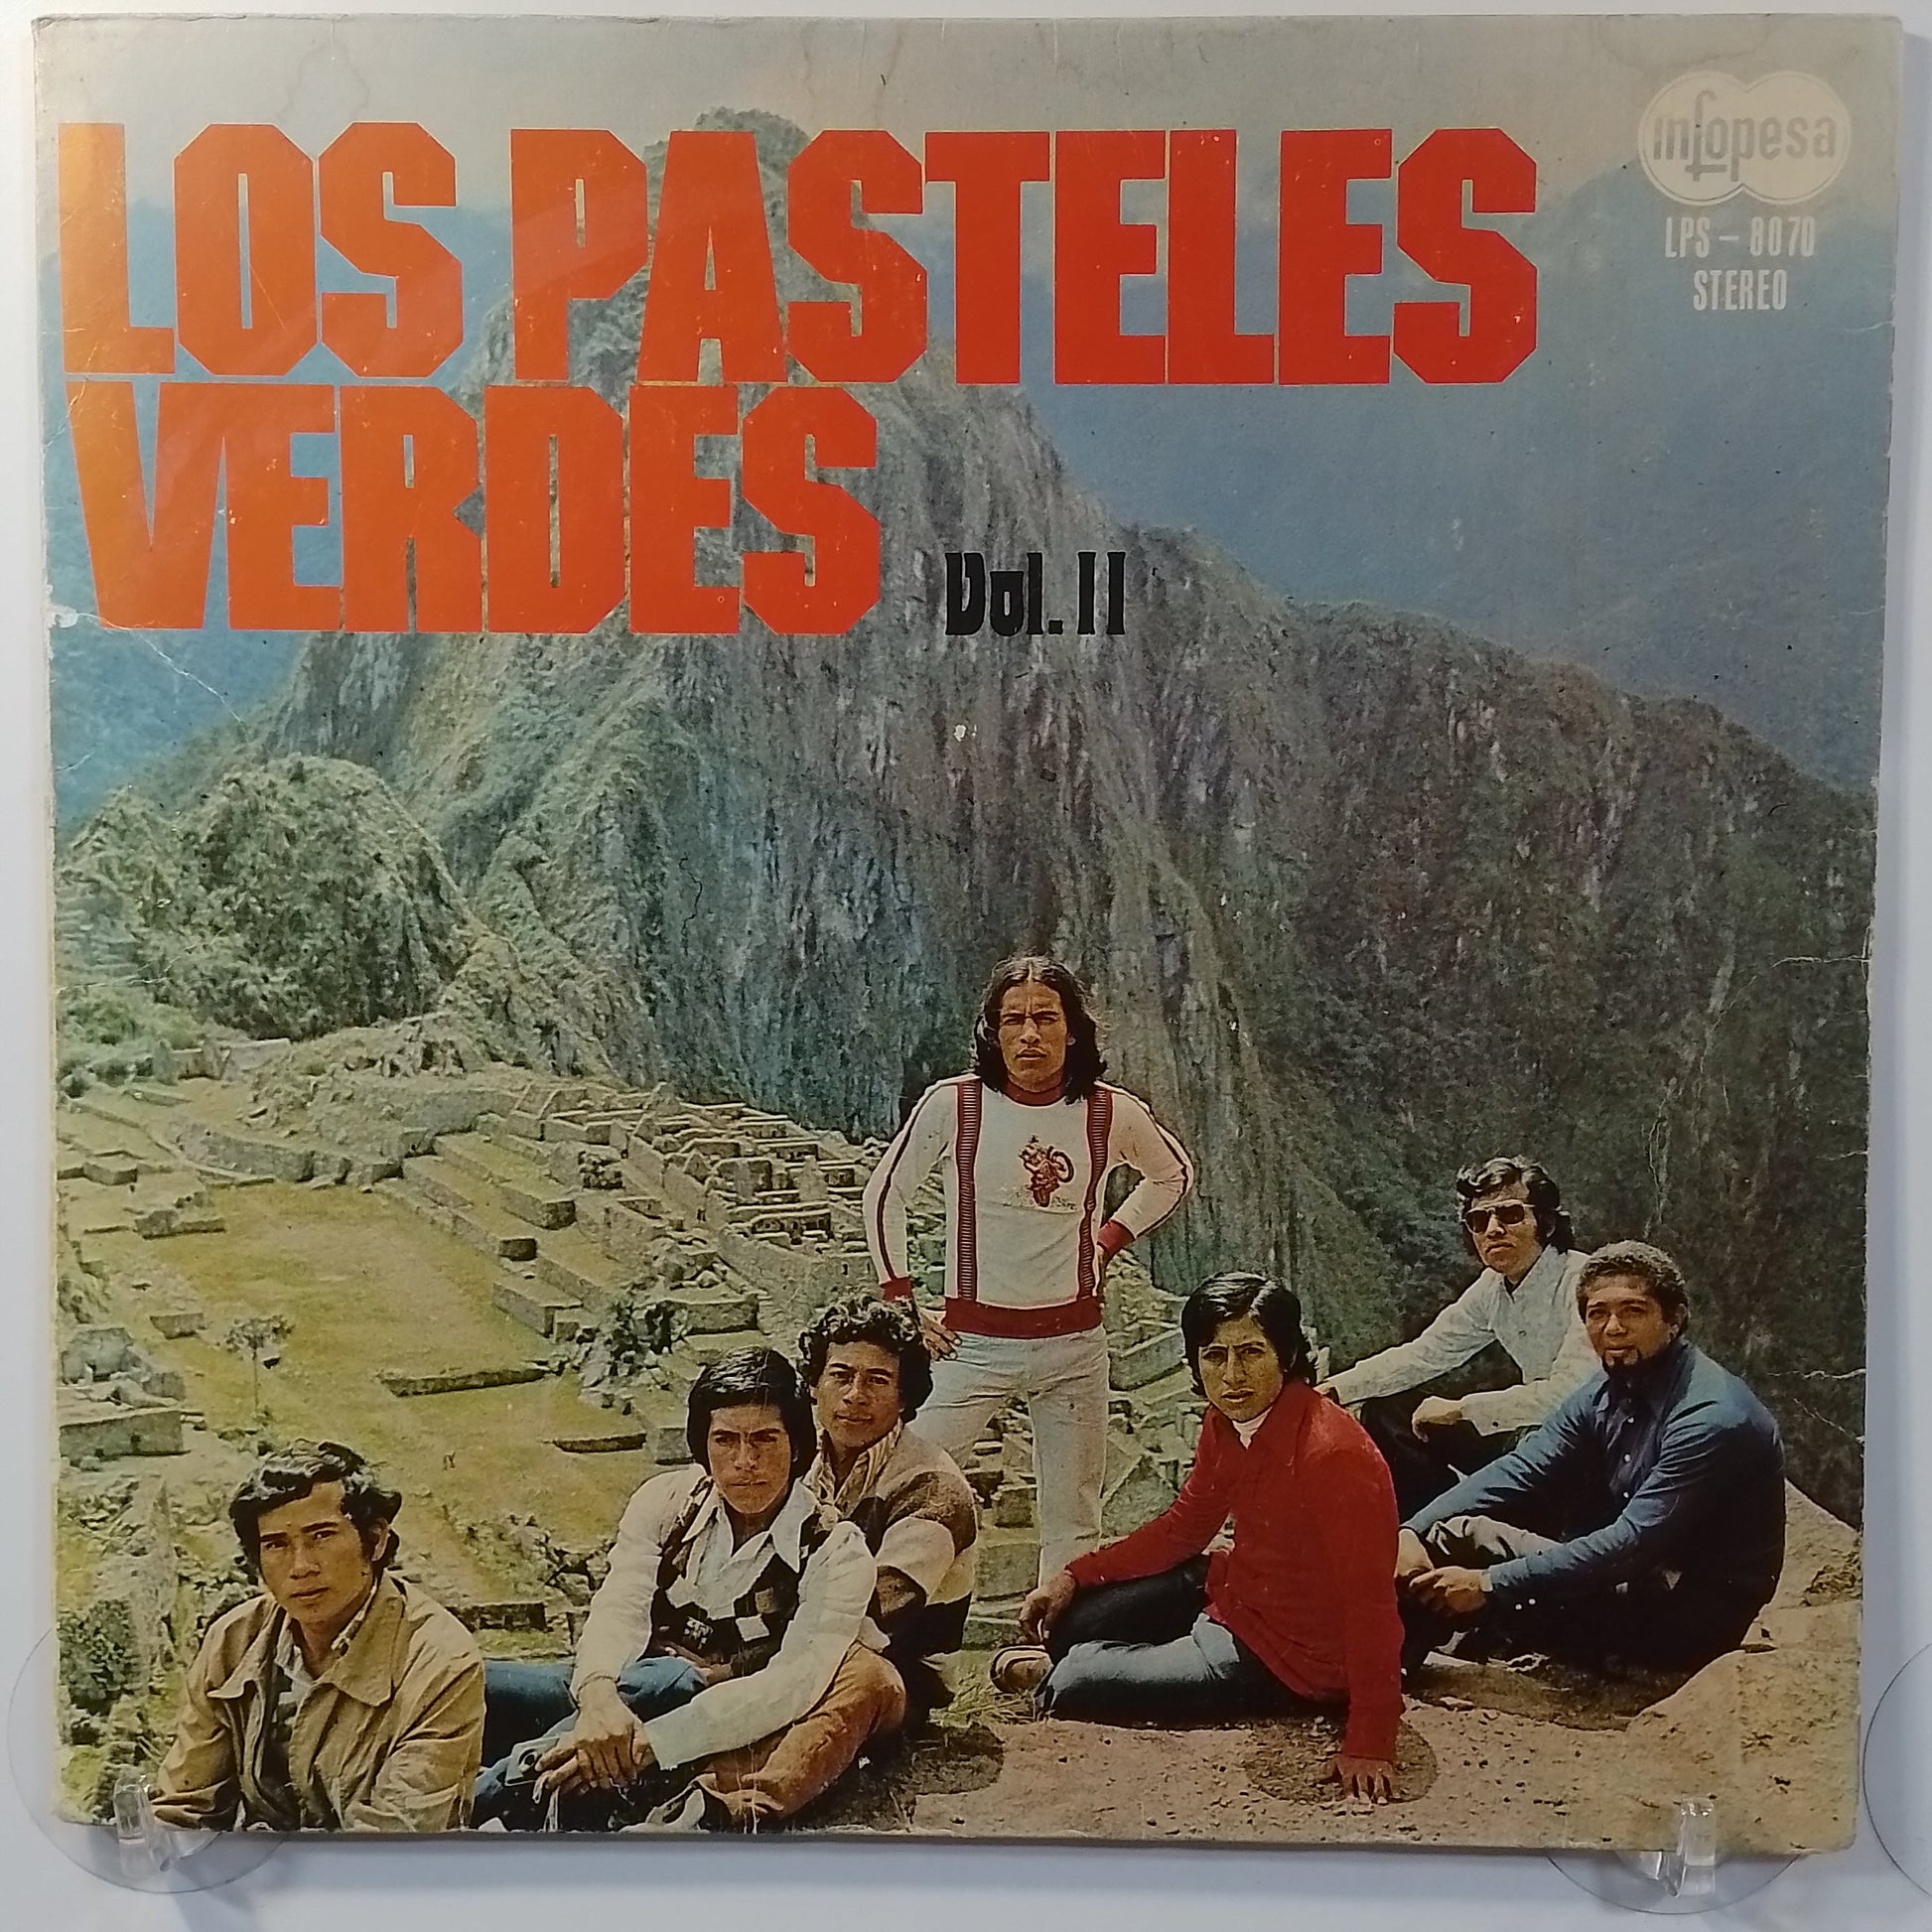 LOS PASTELES
VERDES
Vol. II
infopesa
LPS - 8070
STEREO